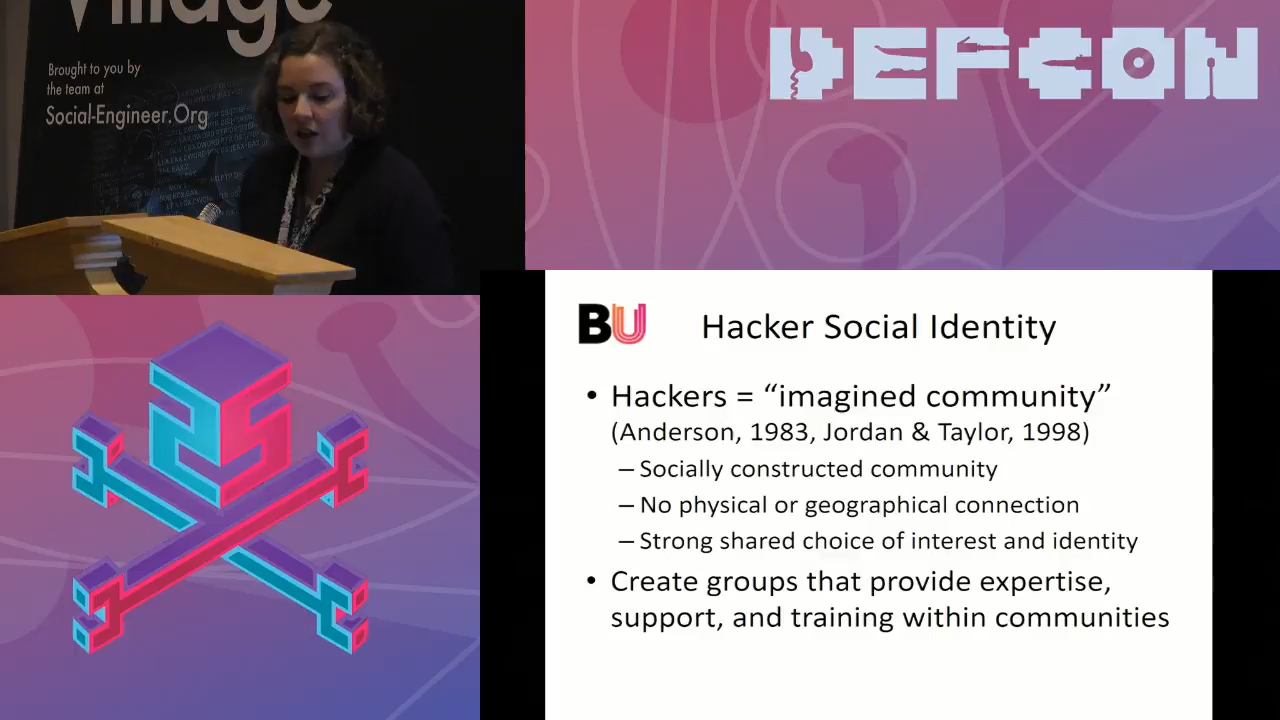 Village
Brought to you by
the team at
Social-Engineer.Org
DEFCON
BU
Hacker Social Identity
• Hackers = “imagined community”
(Anderson, 1983, Jordan & Taylor, 1998)
– Socially constructed community
– No physical or geographical connection
– Strong shared choice of interest and identity
• Create groups that provide expertise,
support, and training within communities